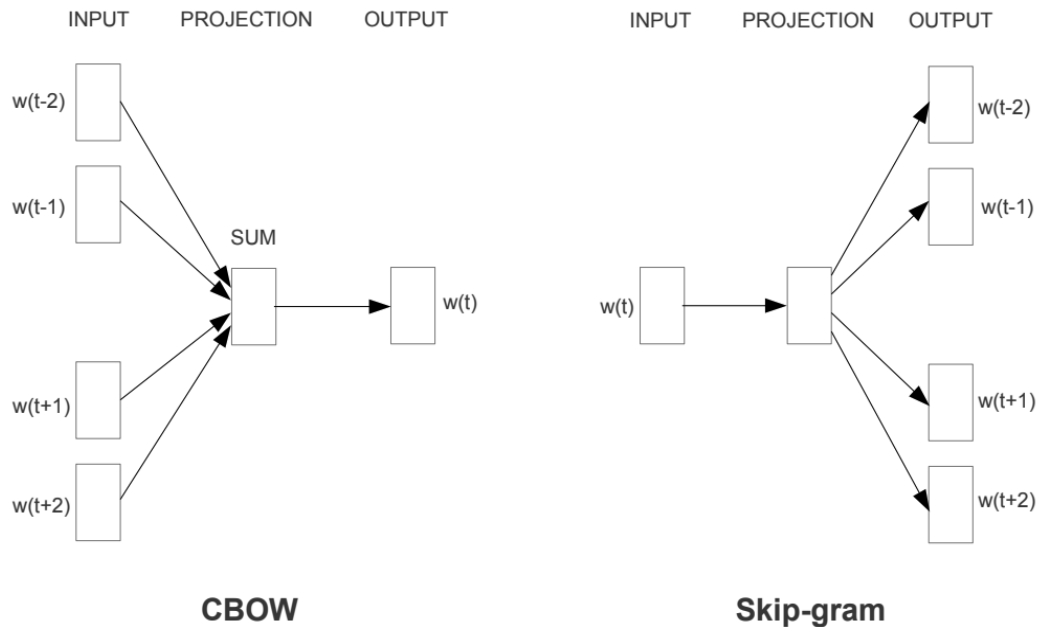 INPUT PROJECTION OUTPUT
w(t-2)
w(t-1)
SUM
w(t)
w(t+1)
w(t+2)
CBOW
INPUT PROJECTION OUTPUT
w(t-2)
w(t-1)
w(t)
w(t+1)
w(t+2)
Skip-gram